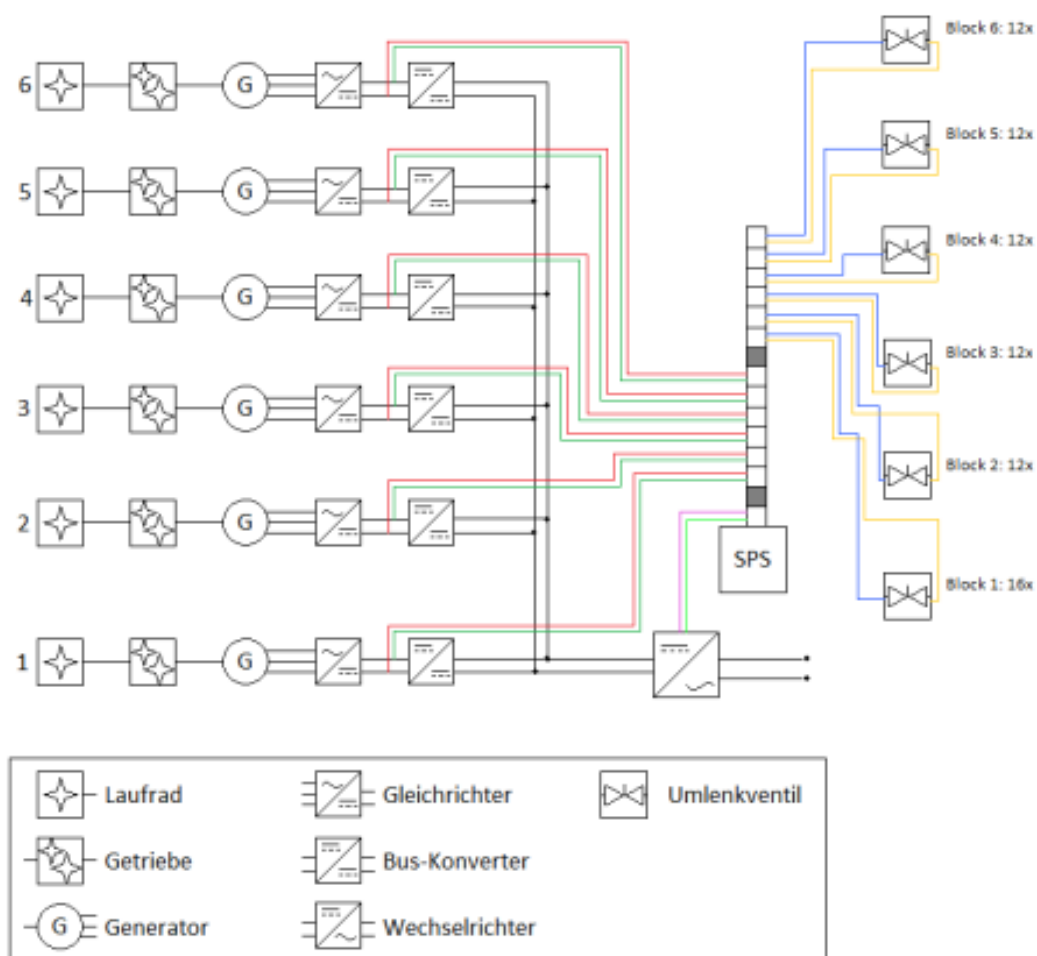 Block 6: 12x
6
G
Block 5: 12x
5
G
Block 4: 12x
4
G
Block 3: 12x
3
G
Block 2: 12x
2
G
SPS
Block 1: 16x
1
G
Laufrad
Gleichrichter
Umlenkventil
Getriebe
Bus-Konverter
G
Generator
Wechselrichter